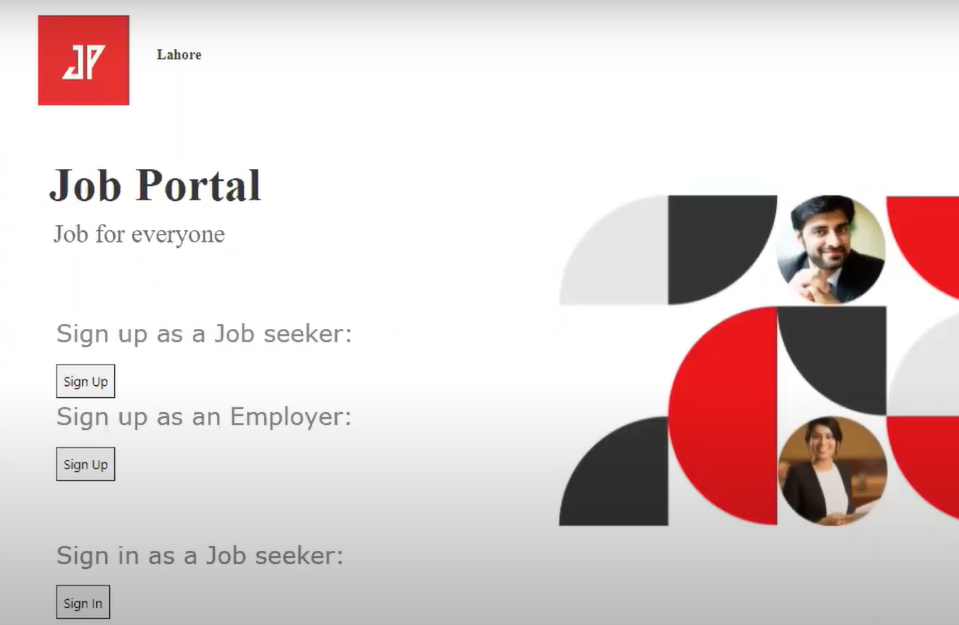 JP
Lahore
Job Portal
Job for everyone
Sign up as a Job seeker:
Sign Up
Sign up as an Employer:
Sign Up
Sign in as a Job seeker:
Sign In